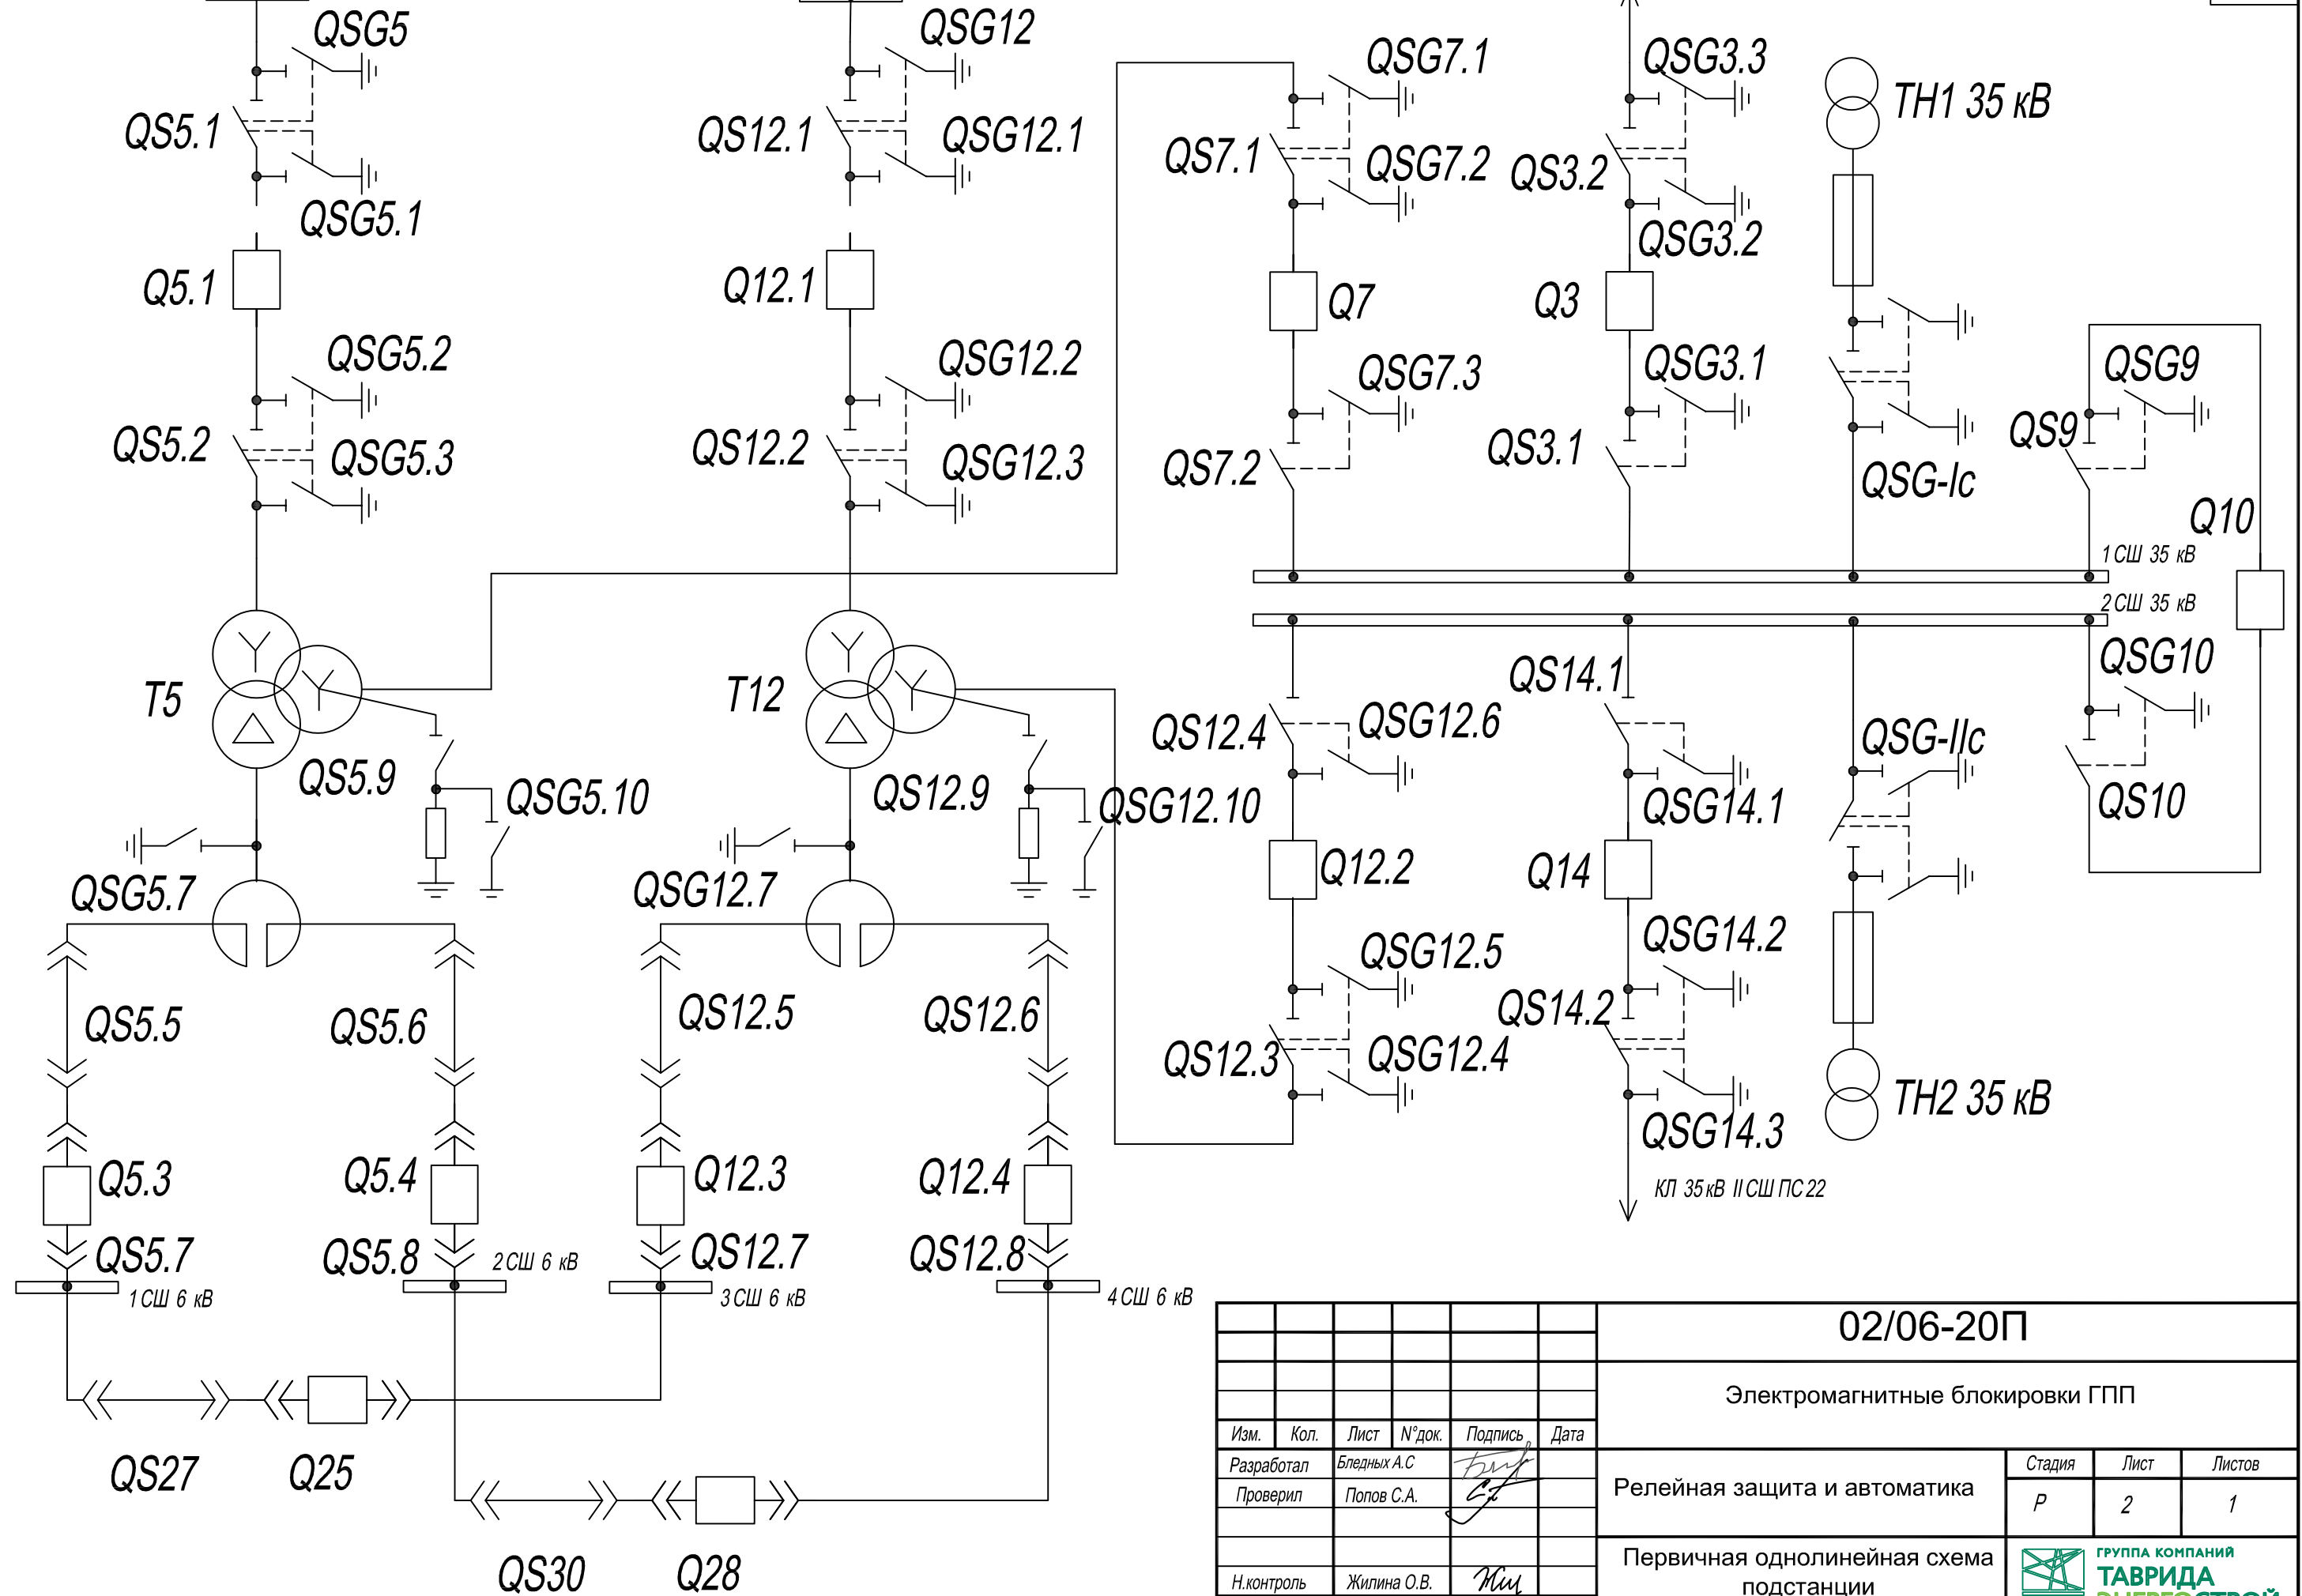 QSG5
QS5.1
QSG5.1
Q5.1
QSG5.2
QS5.2
QSG5.3
QSG12
QS12.1
QSG12.1
Q12.1
QSG12.2
QS12.2
QSG12.3
QSG7.1
QS7.1
QSG7.2
Q7
QSG7.3
QS7.2
QSG3.3
QS3.2
QSG3.2
Q3
QSG3.1
QS3.1
ТН1 35 кВ
QSG-Ic
QSG9
QS9
Q10
1 СШ 35 кВ
2 СШ 35 кВ
T5
QS5.9
QSG5.10
QSG5.7
T12
QS12.9
QSG12.10
QSG12.7
QS12.4
QSG12.6
Q12.2
QSG12.5
QS12.3
QSG12.4
QS14.1
QSG14.1
Q14
QSG14.2
QS14.2
QSG14.3
КЛ 35кВ II СШ ПС 22
QSG-IIc
ТН2 35 кВ
QSG10
QS10
QS5.5
QS5.6
QS12.5
QS12.6
Q5.3
Q5.4
Q12.3
Q12.4
QS5.7
QS5.8
QS12.7
QS12.8
1 СШ 6 кВ
2 СШ 6 кВ
3 СШ 6 кВ
4 СШ 6 кВ
QS27
Q25
QS30
Q28
02/06-20П
Электромагнитные блокировки ГПП
Изм. Кол. Лист N°док. Подпись Дата
Разработал Бледных А.С
Проверил Попов С.А.
Н.контроль Жилина О.В.
Релейная защита и автоматика
Стадия Лист Листов
Р 2 1
Первичная однолинейная схема
подстанции
ГРУППА КОМПАНИЙ
ТАВРИДА
ЭНЕРГОСТРОЙ